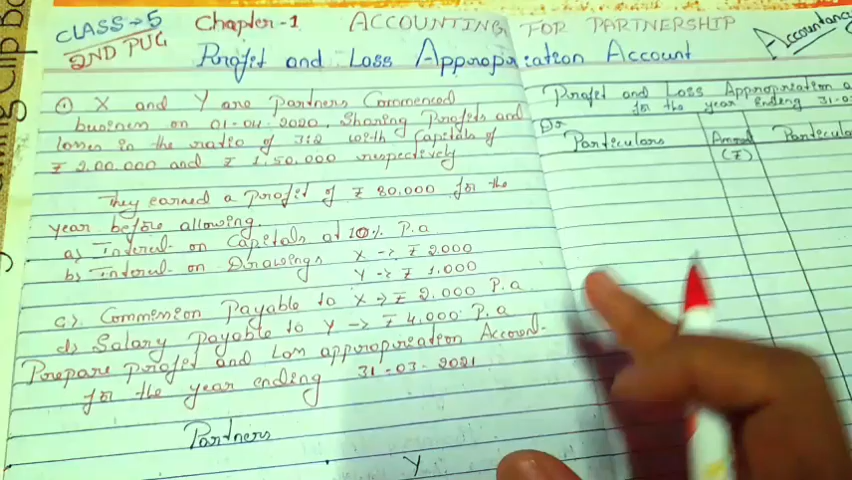 CLASS → 5
2ND PUC
Chapter-1 ACCOUNTING FOR PARTNERSHIP
Accountancy
Profit and Loss Appropriation Account
① X and Y are Partners Commenced
business on 01-04-2020. Sharing Profits and
losses in the ratio of 3:2 with Capitals of
₹ 2,00,000 and ₹ 1,50,000 respectively
They earned a profit of ₹ 80,000 for the
year before allowing.
a) Interest on Capitals at 10% P.a
b) Interest on Drawings X → ₹ 2,000
Y → ₹ 1,000
c) Commission Payable to X → ₹ 2,000 P.a
d) Salary Payable to Y → ₹ 4,000 P.a
Prepare profit and Loss appropriation Account
for the year ending 31-03-2021
Partners
Y
Profit and Loss Appropriation
for the year ending 31-03
Dr
Particulars Amount (₹)